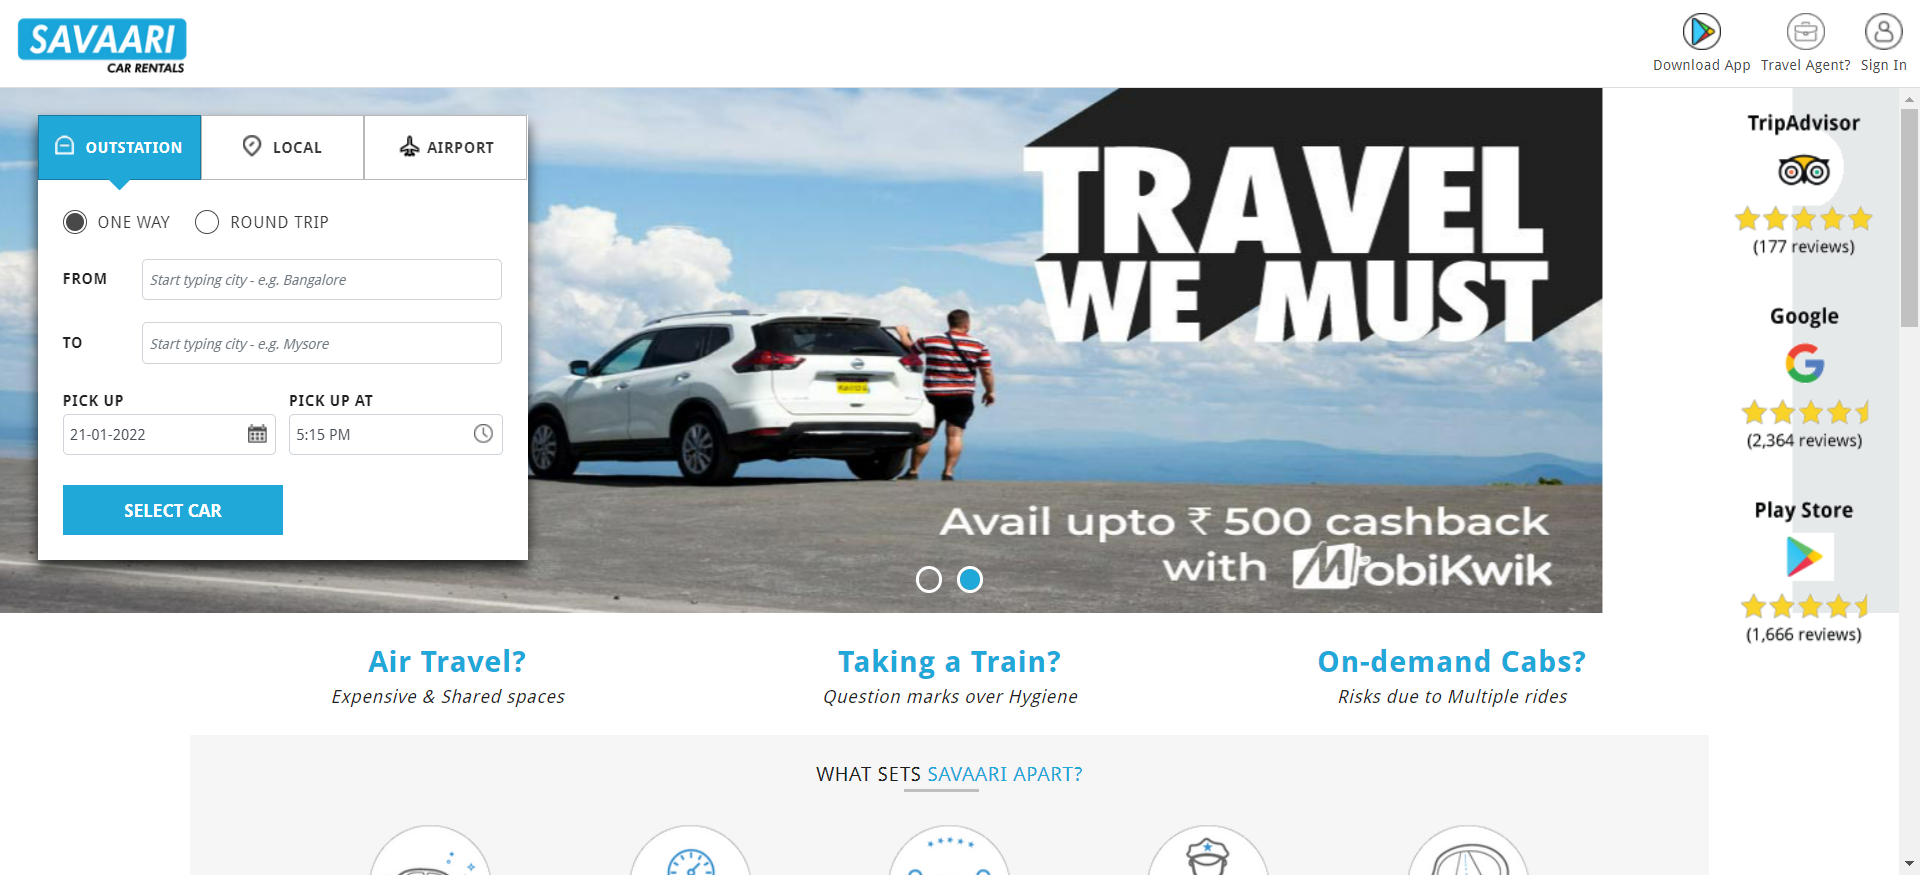 SAVAARI
CAR RENTALS
Download App
Travel Agent?
Sign In
OUTSTATION
LOCAL
AIRPORT
ONE WAY
ROUND TRIP
FROM
Start typing city - e.g. Bangalore
TO
Start typing city - e.g. Mysore
PICK UP
PICK UP AT
21-01-2022
5:15 PM
SELECT CAR
TRAVEL
WE MUST
Avail upto ₹ 500 cashback
with MobiKwik
TripAdvisor
(177 reviews)
Google
(2,364 reviews)
Play Store
(1,666 reviews)
Air Travel?
Expensive & Shared spaces
Taking a Train?
Question marks over Hygiene
On-demand Cabs?
Risks due to Multiple rides
WHAT SETS SAVAARI APART?